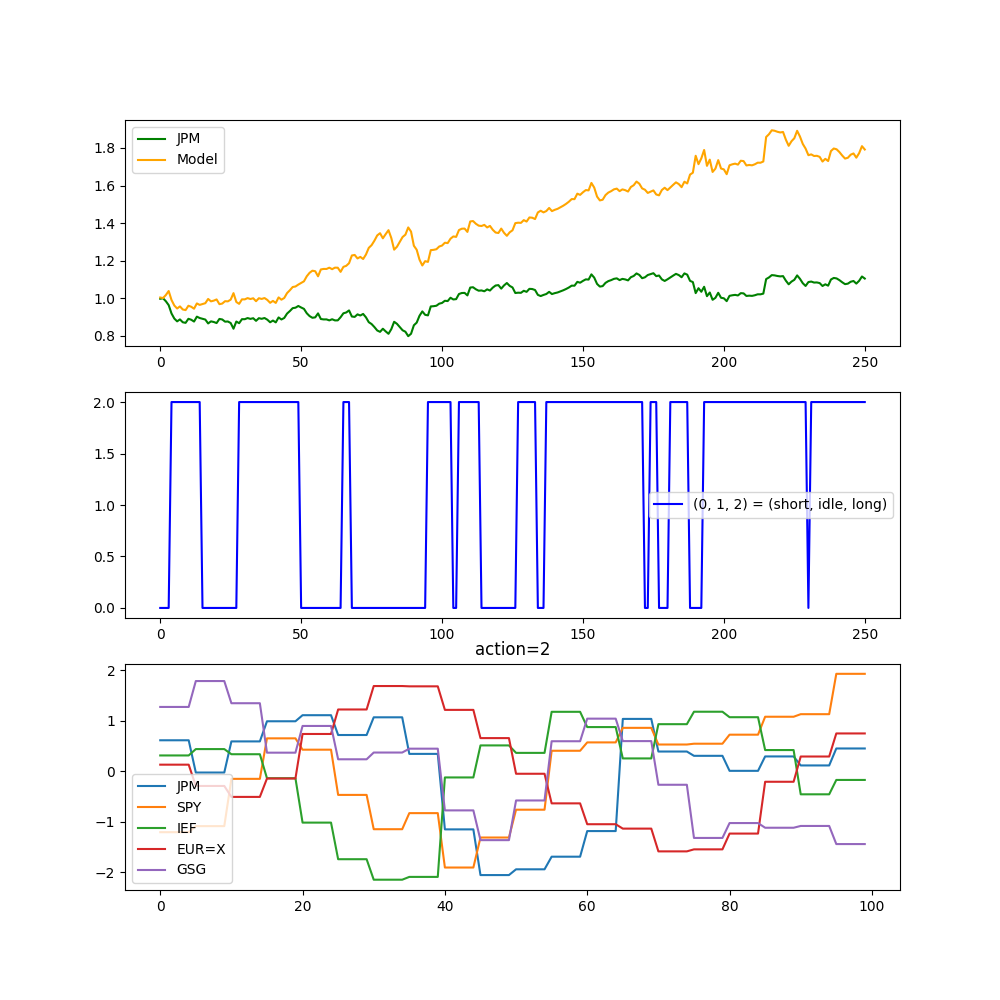 JPM
Model
1.8
1.6
1.4
1.2
1.0
0.8
0 50 100 150 200 250
2.0
1.5
1.0
0.5
0.0
(0, 1, 2) = (short, idle, long)
0 50 100 150 200 250
action=2
2
1
0
−1
−2
JPM
SPY
IEF
EUR=X
GSG
0 20 40 60 80 100